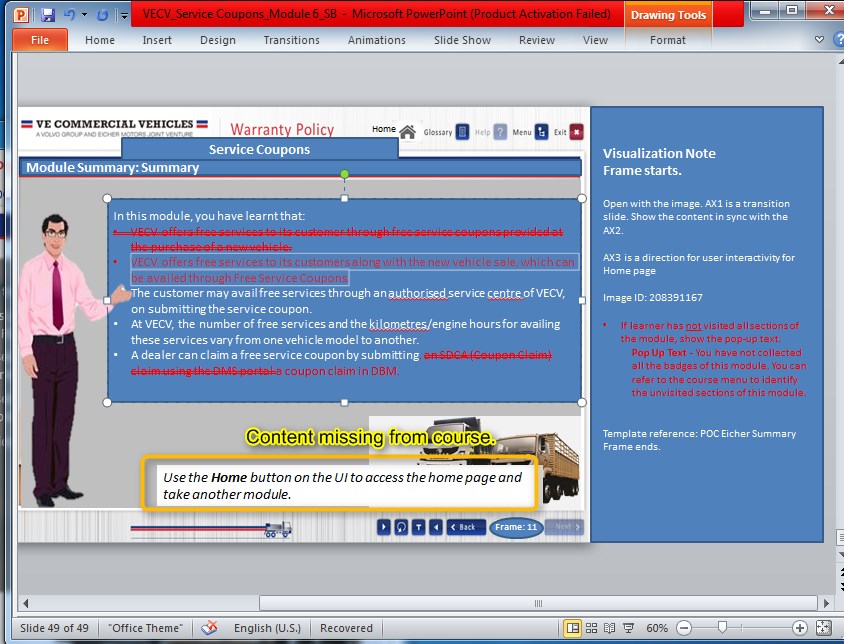 VECV_Service Coupons_Module 6_SB - Microsoft PowerPoint (Product Activation Failed)
Drawing Tools
File Home Insert Design Transitions Animations Slide Show Review View Format
VE COMMERCIAL VEHICLES
A VOLVO GROUP AND EICHER MOTORS JOINT VENTURE
Warranty Policy
Home Glossary Help Menu Exit
Service Coupons
Module Summary: Summary
In this module, you have learnt that:
• VECV offers free services to its customer through free service coupons provided at
the purchase of a new vehicle.
• VECV offers free services to its customers along with the new vehicle sale, which can
be availed through Free Service Coupons
The customer may avail free services through an authorised service centre of VECV,
on submitting the service coupon.
• At VECV, the number of free services and the kilometres/engine hours for availing
these services vary from one vehicle model to another.
• A dealer can claim a free service coupon by submitting an SDCA (Coupon Claim)
claim using the DMS portal a coupon claim in DBM.
Content missing from course.
Use the Home button on the UI to access the home page and
take another module.
T Back Frame: 11 Next
Visualization Note
Frame starts.
Open with the image. AX1 is a transition
slide. Show the content in sync with the
AX2.
AX3 is a direction for user interactivity for
Home page
Image ID: 208391167
• If learner has not visited all sections of
the module, show the pop-up text.
Pop Up Text - You have not collected
all the badges of this module. You can
refer to the course menu to identify
the unvisited sections of this module.
Template reference: POC Eicher Summary
Frame ends.
Slide 49 of 49 "Office Theme" English (U.S.) Recovered 60%